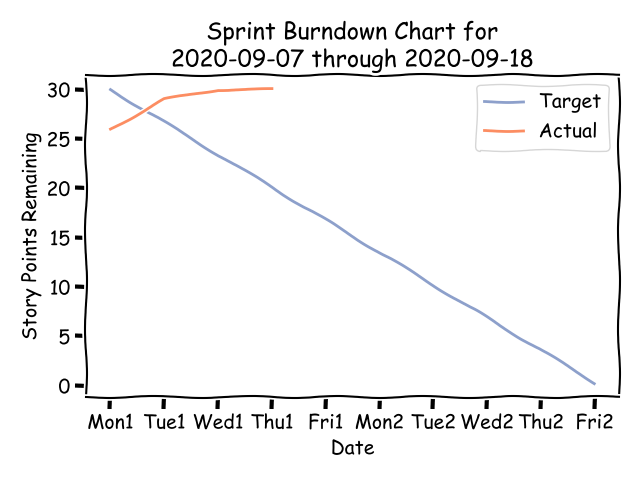 Sprint Burndown Chart for
2020-09-07 through 2020-09-18
Story Points Remaining
30
25
20
15
10
5
0
Target
Actual
Mon1 Tue1 Wed1 Thu1 Fri1 Mon2 Tue2 Wed2 Thu2 Fri2
Date